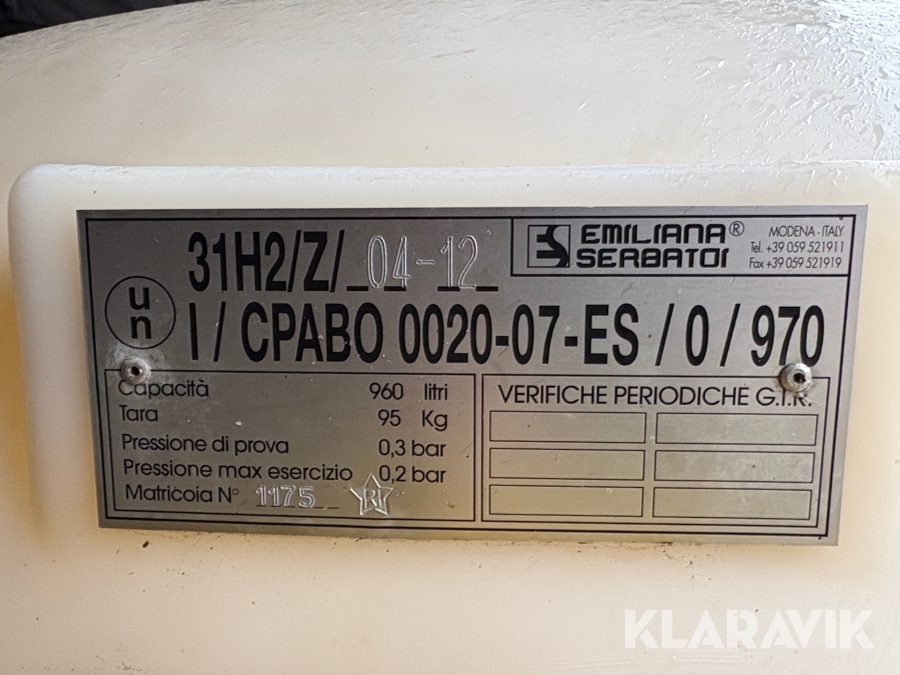 31H2/Z/_04-12_
EMILIANA®
SERBATOI
MODENA - ITALY
Tel. +39 059 521911
Fax +39 059 521919
un
I / CPABO 0020-07-ES / 0 / 970
Capacità 960 litri
Tara 95 Kg
Pressione di prova 0,3 bar
Pressione max esercizio 0,2 bar
Matricola N° 1175
VERIFICHE PERIODICHE G.I.R.
KLARAVIK